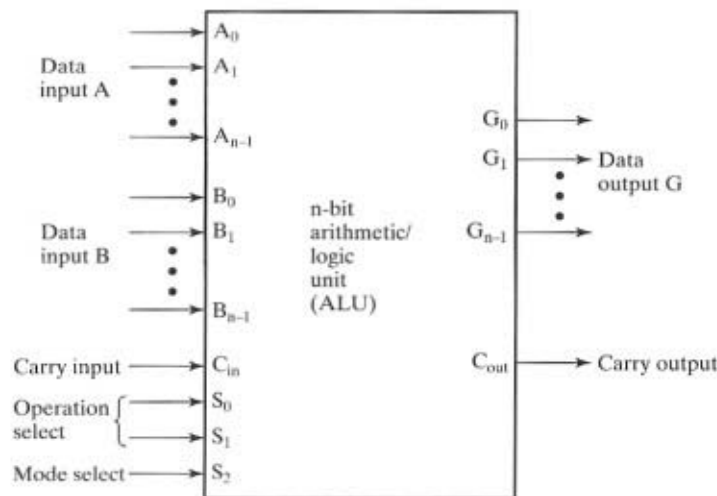 Data
input A
A₀
A₁
Aₙ₋₁
Data
input B
B₀
B₁
Bₙ₋₁
Carry input
Cᵢₙ
Operation
select
S₀
S₁
Mode select
S₂
n-bit
arithmetic/
logic
unit
(ALU)
G₀
G₁
Gₙ₋₁
Data
output G
Cₒᵤₜ
Carry output